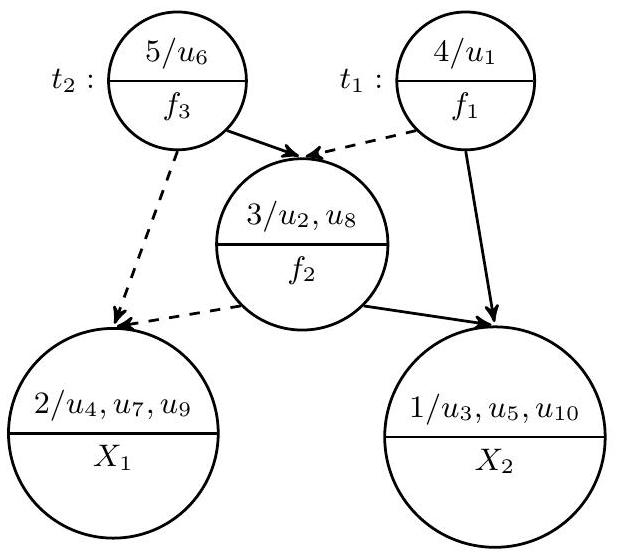 t₂ : 5/u₆
f₃
t₁ : 4/u₁
f₁
3/u₂, u₈
f₂
2/u₄, u₇, u₉
X₁
1/u₃, u₅, u₁₀
X₂